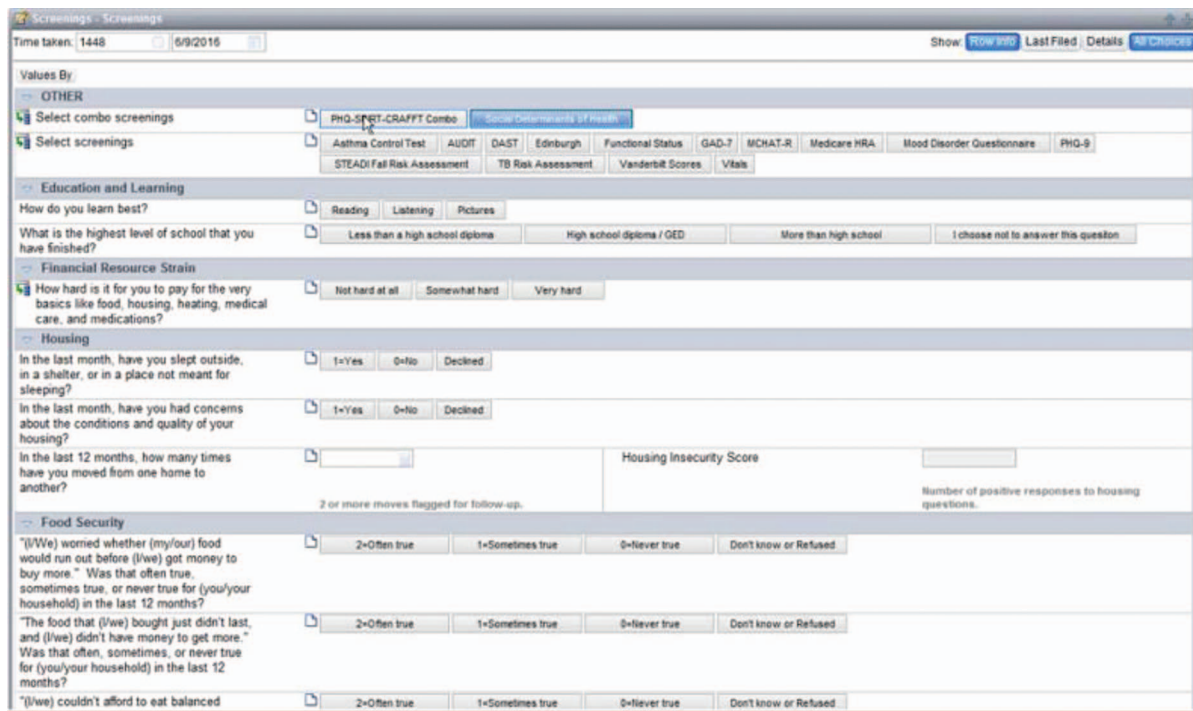 Screenings - Screenings
Time taken: 1448 6/9/2016 Show: Row Info Last Filed Details All Choices
Values By
OTHER
Select combo screenings PHQ-SBIRT-CRAFFT Combo Social Determinants of Health
Select screenings Asthma Control Test AUDIT DAST Edinburgh Functional Status GAD-7 MCHAT-R Medicare HRA Mood Disorder Questionnaire PHQ-9
STEADI Fall Risk Assessment TB Risk Assessment Vanderbilt Scores Vitals
Education and Learning
How do you learn best? Reading Listening Pictures
What is the highest level of school that you Less than a high school diploma High school diploma / GED More than high school I choose not to answer this quesiton
have finished?
Financial Resource Strain
How hard is it for you to pay for the very Not hard at all Somewhat hard Very hard
basics like food, housing, heating, medical
care, and medications?
Housing
In the last month, have you slept outside, 1=Yes 0=No Declined
in a shelter, or in a place not meant for
sleeping?
In the last month, have you had concerns 1=Yes 0=No Declined
about the conditions and quality of your
housing?
In the last 12 months, how many times Housing Insecurity Score
have you moved from one home to
another?
2 or more moves flagged for follow-up. Number of positive responses to housing
questions.
Food Security
"(I/We) worried whether (my/our) food 2=Often true 1=Sometimes true 0=Never true Don't know or Refused
would run out before (I/we) got money to
buy more." Was that often true,
sometimes true, or never true for (you/your
household) in the last 12 months?
"The food that (I/we) bought just didn't last, 2=Often true 1=Sometimes true 0=Never true Don't know or Refused
and (I/we) didn't have money to get more."
Was that often, sometimes, or never true
for (you/your household) in the last 12
months?
"(I/we) couldn't afford to eat balanced 2=Often true 1=Sometimes true 0=Never true Don't know or Refused